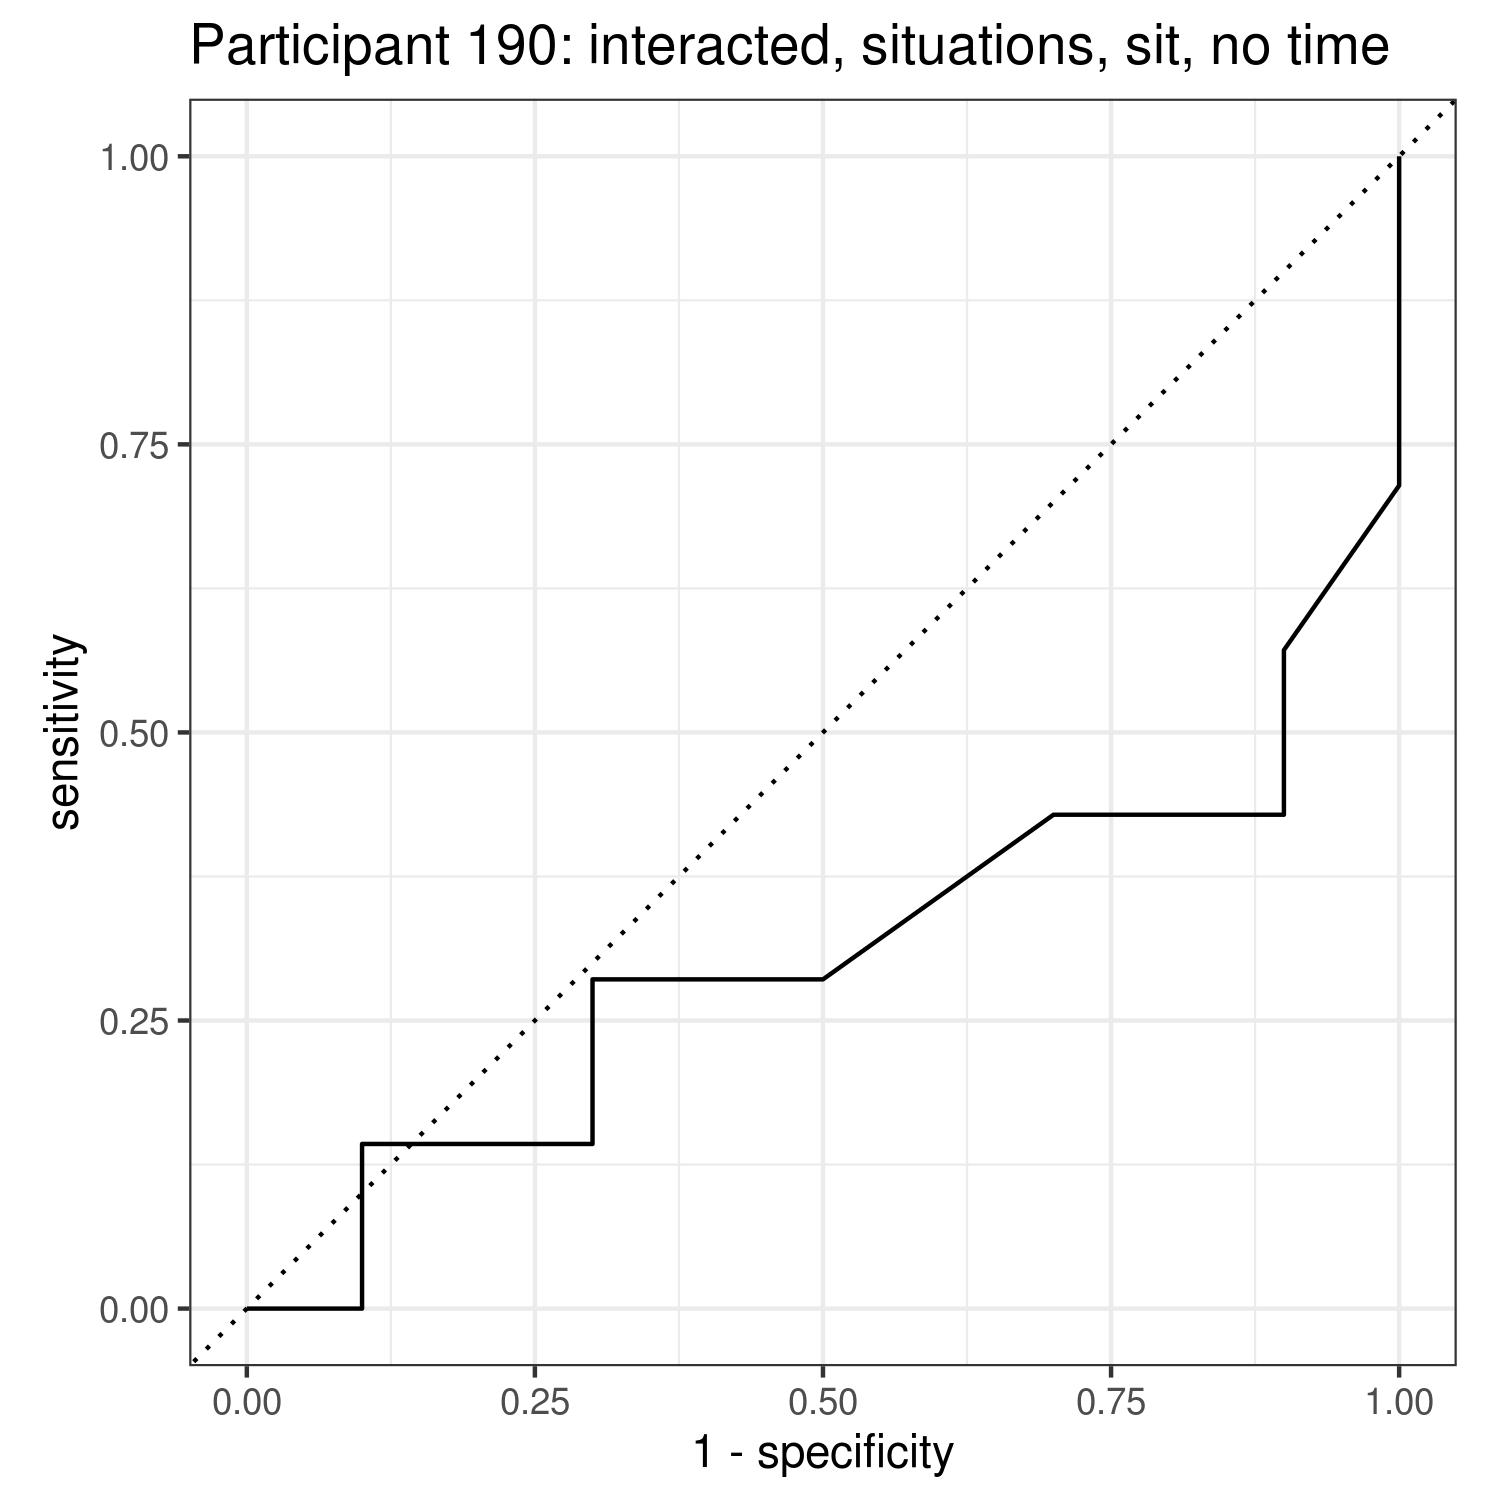 Participant 190: interacted, situations, sit, no time
1.00
0.75
0.50
0.25
0.00
sensitivity
0.00 0.25 0.50 0.75 1.00
1 - specificity